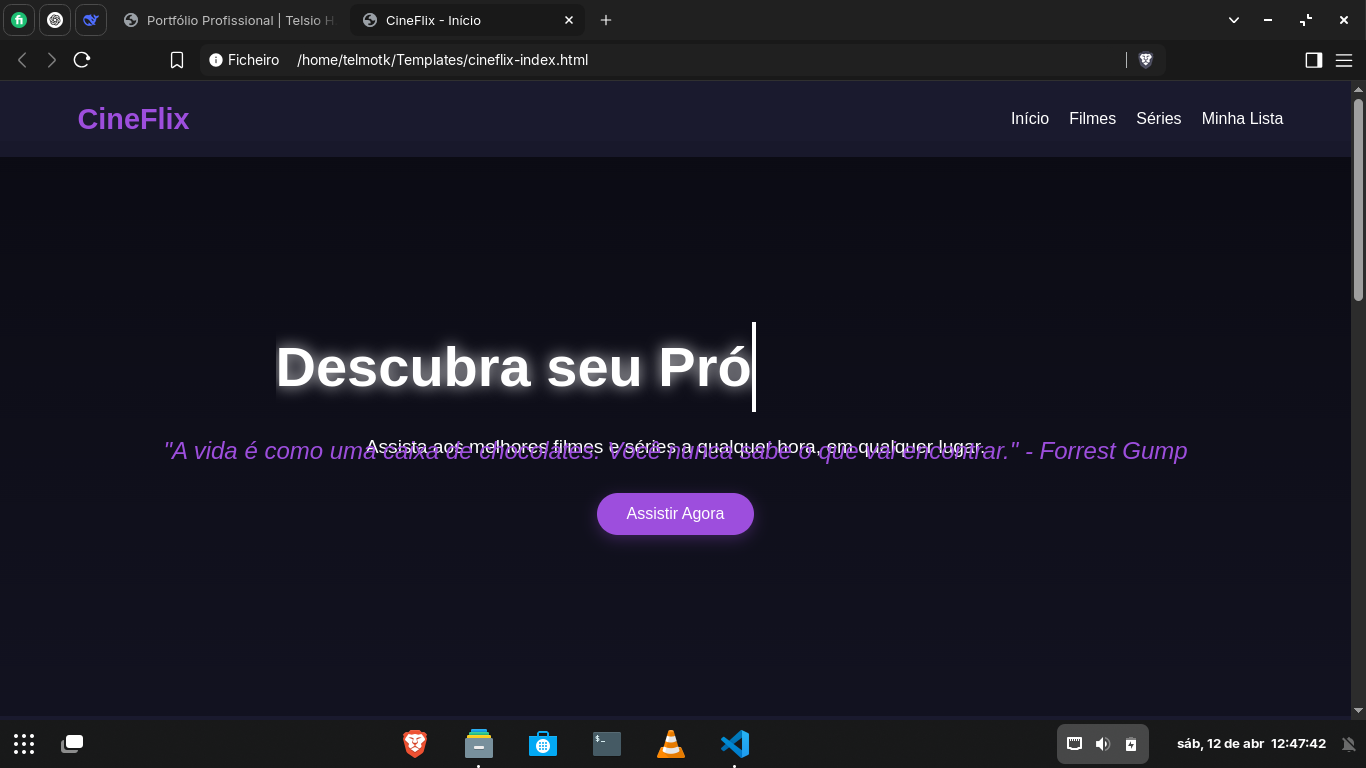 Portfólio Profissional | Telsio H
CineFlix - Início
Ficheiro /home/telmotk/Templates/cineflix-index.html
CineFlix
Início Filmes Séries Minha Lista
Descubra seu Pró
Assista aos melhores filmes e séries a qualquer hora, em qualquer lugar.
"A vida é como uma caixa de chocolates. Você nunca sabe o que vai encontrar." - Forrest Gump
Assistir Agora
sáb, 12 de abr 12:47:42